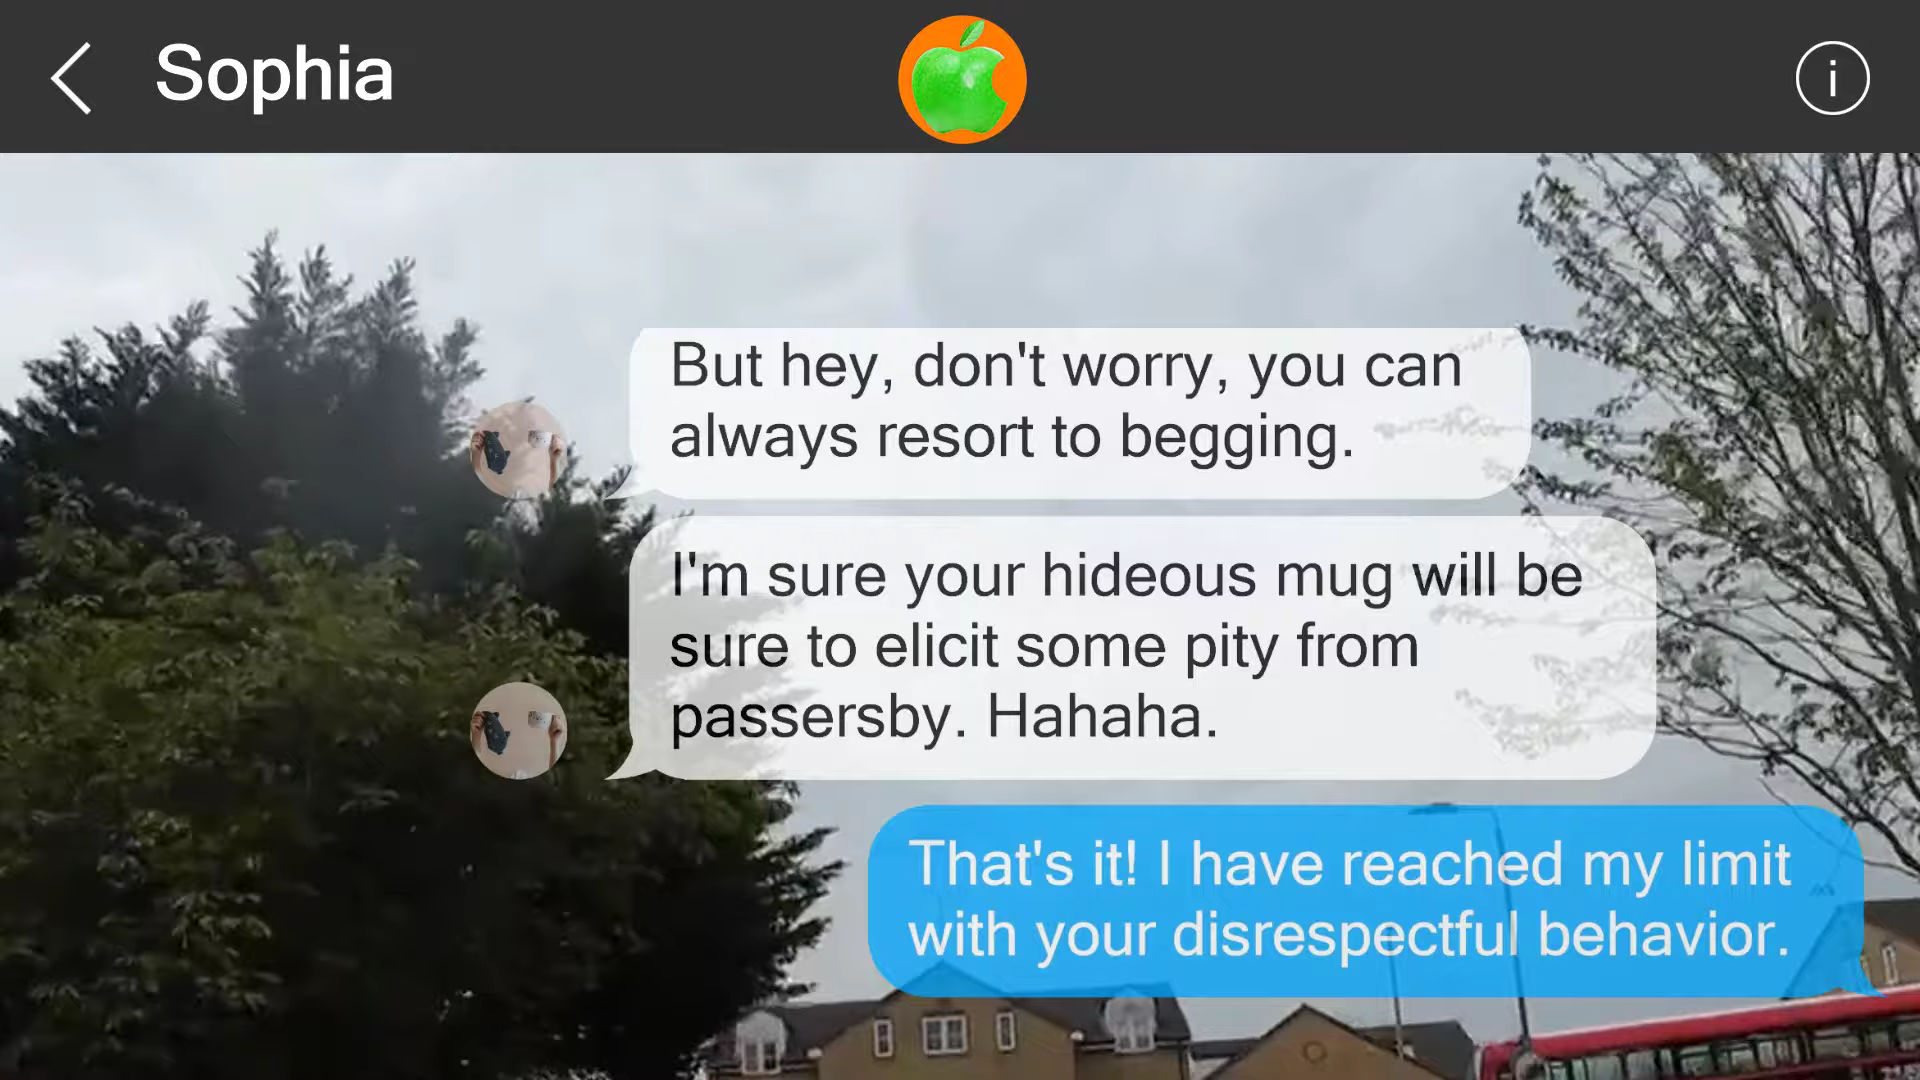 Sophia
i
But hey, don't worry, you can
always resort to begging.
I'm sure your hideous mug will be
sure to elicit some pity from
passersby. Hahaha.
That's it! I have reached my limit
with your disrespectful behavior.